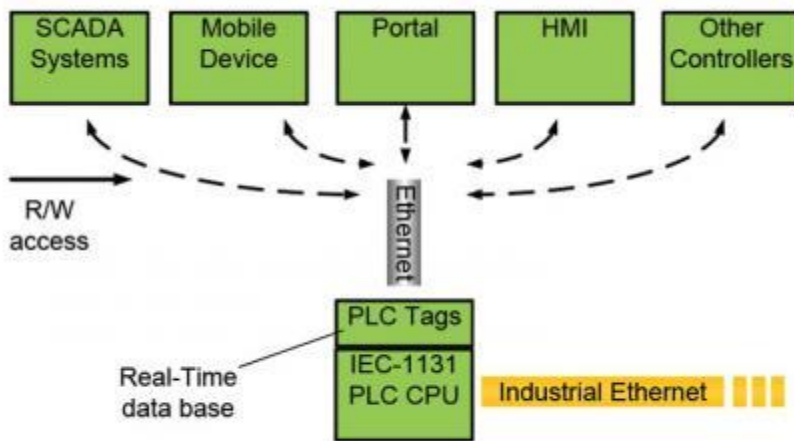 SCADA
Systems
Mobile
Device
Portal
HMI
Other
Controllers
R/W
access
Ethernet
PLC Tags
Real-Time
data base
IEC-1131
PLC CPU
Industrial Ethernet